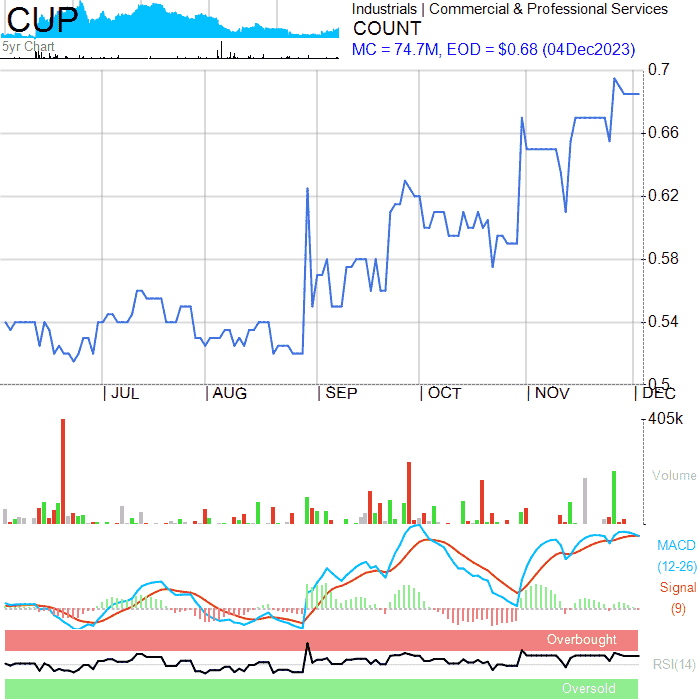 CUP
5yr Chart
Industrials | Commercial & Professional Services
COUNT
MC = 74.7M, EOD = $0.68 (04Dec2023)
0.7
0.66
0.62
0.58
0.54
0.5
JUL AUG SEP OCT NOV DEC
405k
Volume
MACD
(12-26)
Signal
(9)
Overbought
RSI(14)
Oversold